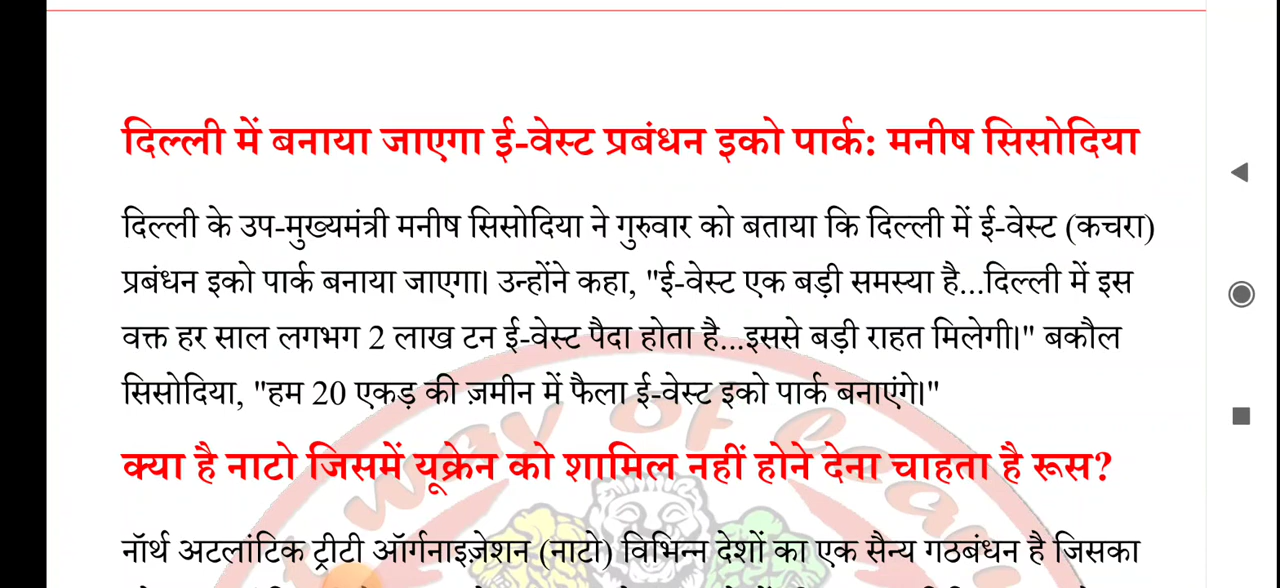 दिल्ली में बनाया जाएगा ई-वेस्ट प्रबंधन इको पार्क: मनीष सिसोदिया
दिल्ली के उप-मुख्यमंत्री मनीष सिसोदिया ने गुरुवार को बताया कि दिल्ली में ई-वेस्ट (कचरा)
प्रबंधन इको पार्क बनाया जाएगा। उन्होंने कहा, "ई-वेस्ट एक बड़ी समस्या है...दिल्ली में इस
वक्त हर साल लगभग 2 लाख टन ई-वेस्ट पैदा होता है...इससे बड़ी राहत मिलेगी।" बकौल
सिसोदिया, "हम 20 एकड़ की ज़मीन में फैला ई-वेस्ट इको पार्क बनाएंगे।"
way of
क्या है नाटो जिसमें यूक्रेन को शामिल नहीं होने देना चाहता है रूस?
नॉर्थ अटलांटिक ट्रीटी ऑर्गनाइज़ेशन (नाटो) विभिन्न देशों का एक सैन्य गठबंधन है जिसका